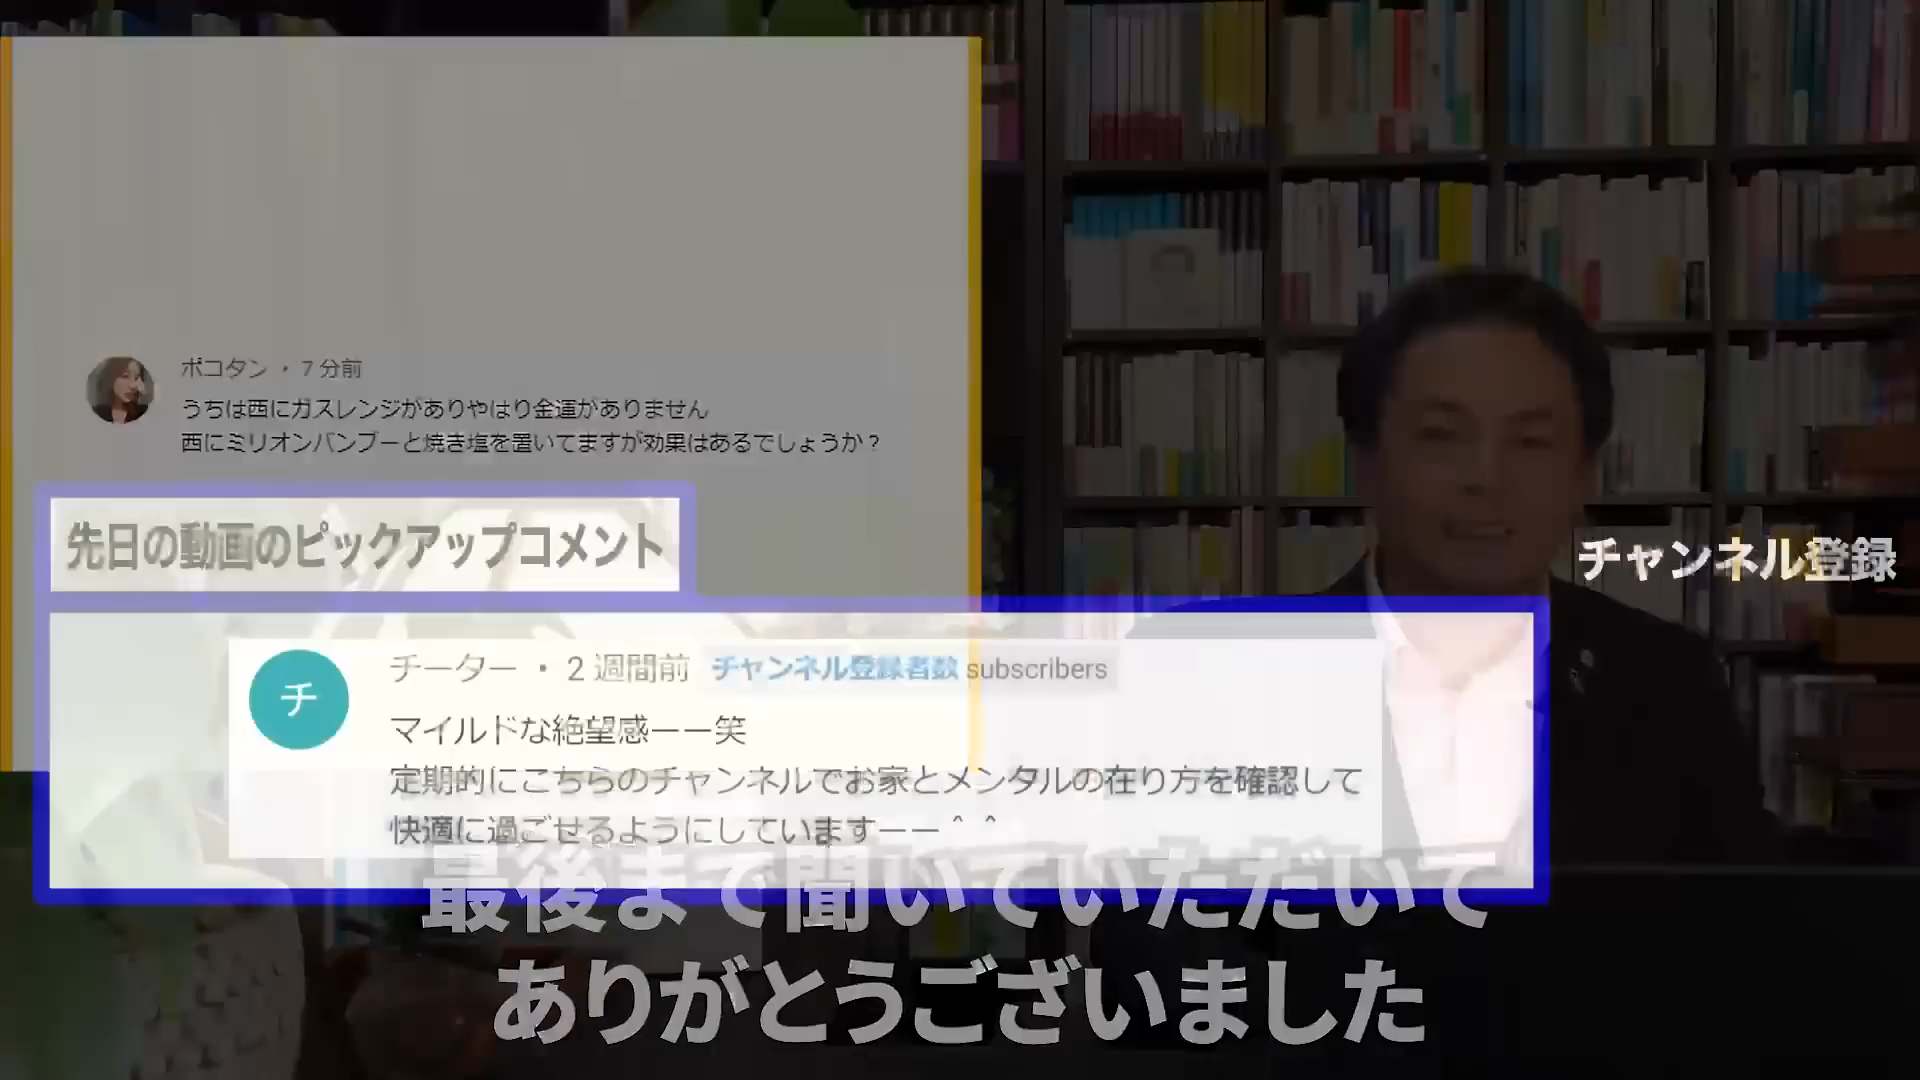 ポコタン ・ 7 分前
うちは西にガスレンジがありやはり金運がありません
西にミリオンバンブーと焼き塩を置いてますが効果はあるでしょうか？
先日の動画のピックアップコメント
チャンネル登録
チ
チーター ・ 2 週間前 チャンネル登録者数 subscribers
マイルドな絶望感ーー笑
定期的にこちらのチャンネルでお家とメンタルの在り方を確認して
快適に過ごせるようにしていますーー＾＾
最後まで聞いていただいて
ありがとうございました